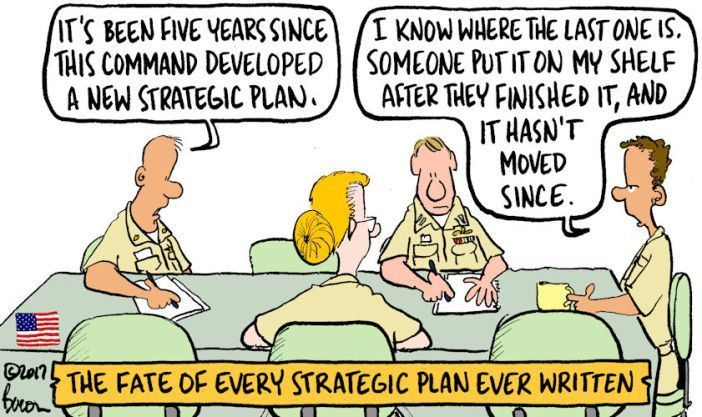 IT'S BEEN FIVE YEARS SINCE
THIS COMMAND DEVELOPED
A NEW STRATEGIC PLAN.
I KNOW WHERE THE LAST ONE IS.
SOMEONE PUT IT ON MY SHELF
AFTER THEY FINISHED IT, AND
IT HASN'T
MOVED
SINCE.
©2017
THE FATE OF EVERY STRATEGIC PLAN EVER WRITTEN